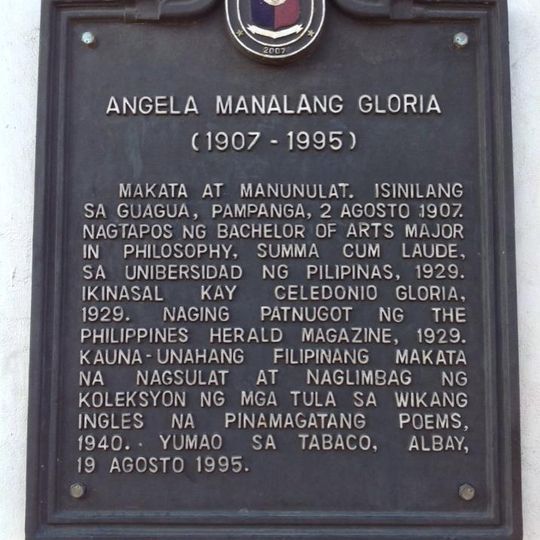 2007
ANGELA MANALANG GLORIA
(1907 - 1995)
MAKATA AT MANUNULAT. ISINILANG
SA GUAGUA, PAMPANGA, 2 AGOSTO 1907.
NAGTAPOS NG BACHELOR OF ARTS MAJOR
IN PHILOSOPHY, SUMMA CUM LAUDE,
SA UNIBERSIDAD NG PILIPINAS, 1929.
IKINASAL KAY CELEDONIO GLORIA,
1929. NAGING PATNUGOT NG THE
PHILIPPINES HERALD MAGAZINE, 1929.
KAUNA-UNAHANG FILIPINANG MAKATA
NA NAGSULAT AT NAGLIMBAG NG
KOLEKSYON NG MGA TULA SA WIKANG
INGLES NA PINAMAGATANG POEMS,
1940. YUMAO SA TABACO, ALBAY,
19 AGOSTO 1995.